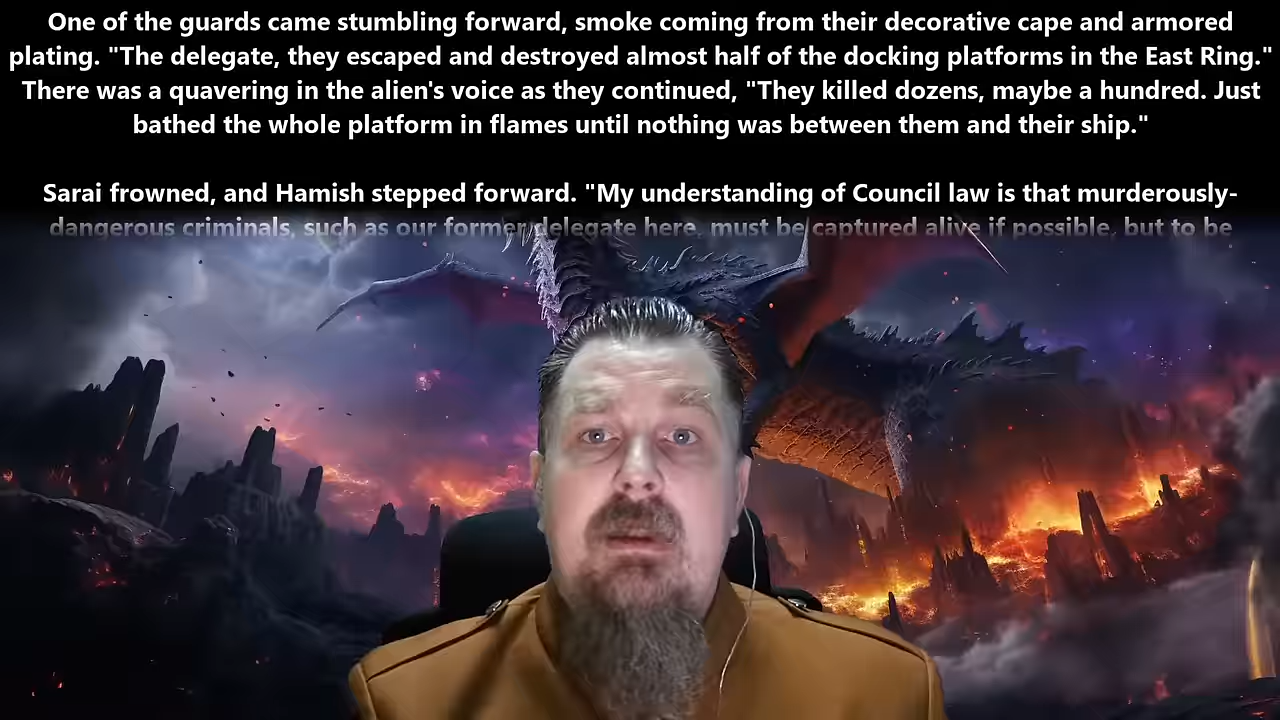 One of the guards came stumbling forward, smoke coming from their decorative cape and armored
plating. "The delegate, they escaped and destroyed almost half of the docking platforms in the East Ring."
There was a quavering in the alien's voice as they continued, "They killed dozens, maybe a hundred. Just
bathed the whole platform in flames until nothing was between them and their ship."
Sarai frowned, and Hamish stepped forward. "My understanding of Council law is that murderously-
dangerous criminals, such as our former delegate here, must be captured alive if possible, but to be